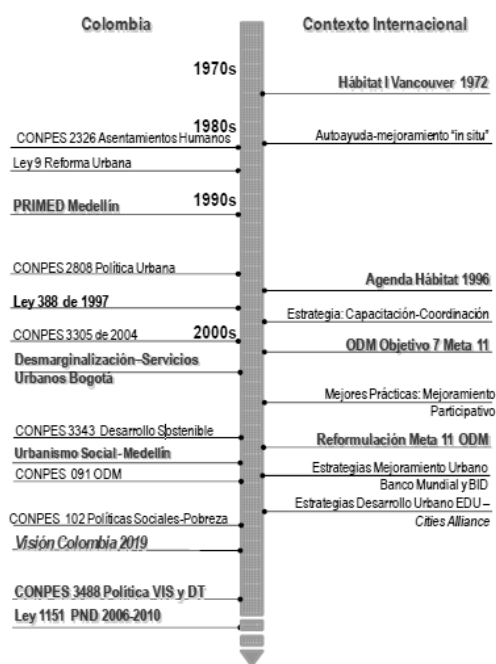 Colombia
Contexto Internacional
1970s
Hábitat I Vancouver 1972
1980s
CONPES 2326 Asentamientos Humanos
Autoayuda-mejoramiento "in situ"
Ley 9 Reforma Urbana
1990s
PRIMED Medellín
CONPES 2808 Política Urbana
Agenda Hábitat 1996
Ley 388 de 1997
Estrategia: Capacitación-Coordinación
2000s
CONPES 3305 de 2004
ODM Objetivo 7 Meta 11
Desmarginalización–Servicios
Urbanos Bogotá
Mejores Prácticas: Mejoramiento
Participativo
CONPES 3343 Desarrollo Sostenible
Reformulación Meta 11 ODM
Urbanismo Social-Medellín
CONPES 091 ODM
Estrategias Mejoramiento Urbano
Banco Mundial y BID
Estrategias Desarrollo Urbano EDU –
Cities Alliance
CONPES 102 Políticas Sociales-Pobreza
Visión Colombia 2019
CONPES 3488 Política VIS y DT
Ley 1151 PND 2006-2010